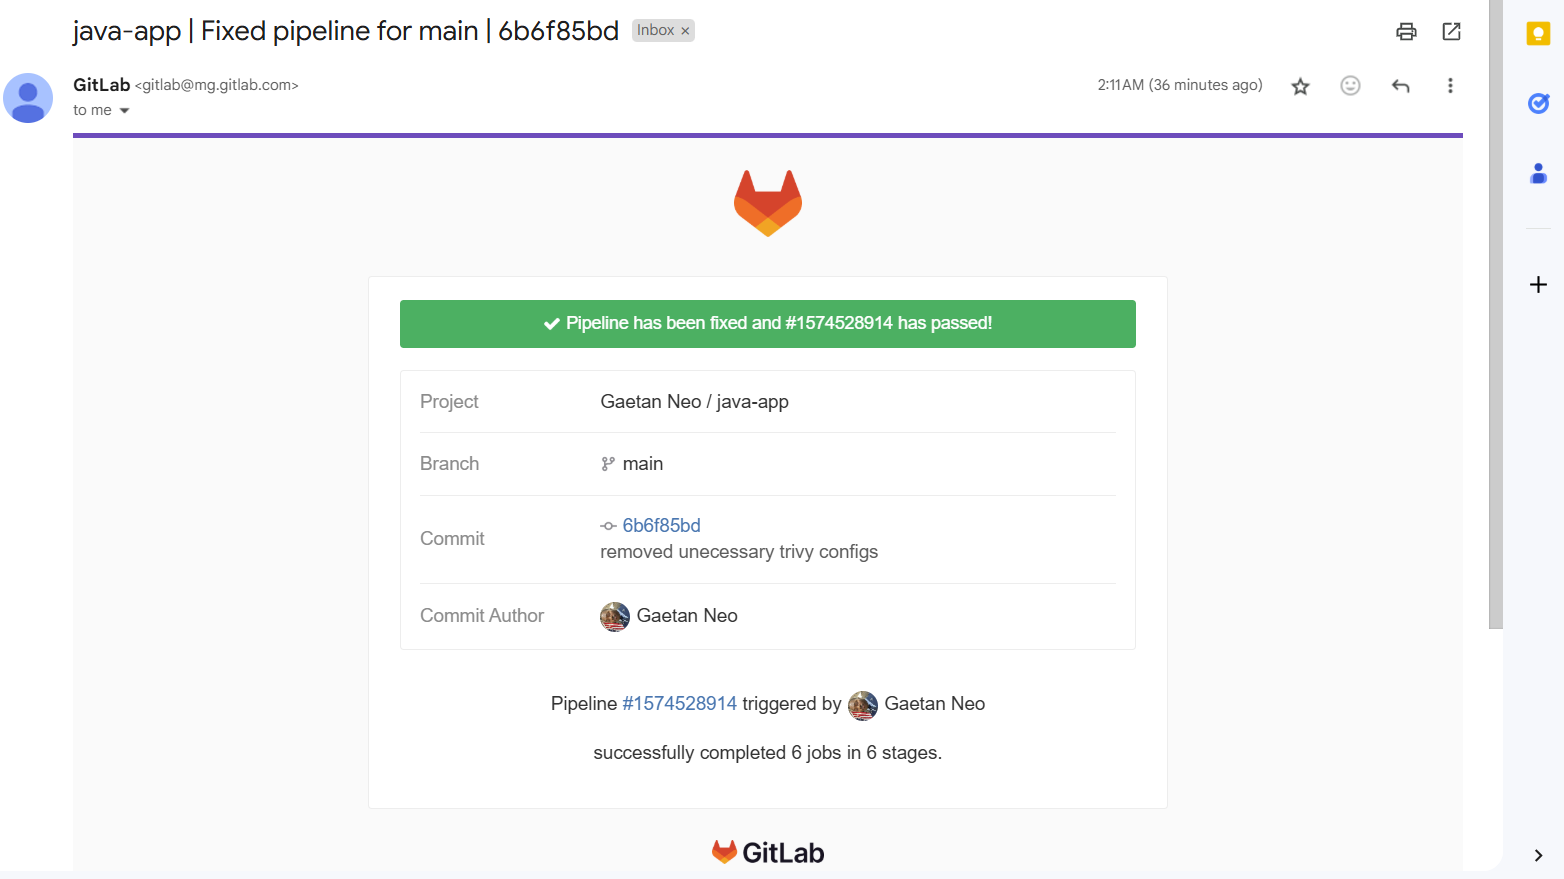 java-app | Fixed pipeline for main | 6b6f85bd Inbox ×
GitLab <gitlab@mg.gitlab.com> 2:11 AM (36 minutes ago)
to me
Pipeline has been fixed and #1574528914 has passed!
Project Gaetan Neo / java-app
Branch main
Commit 6b6f85bd
removed unecessary trivy configs
Commit Author Gaetan Neo
Pipeline #1574528914 triggered by Gaetan Neo
successfully completed 6 jobs in 6 stages.
GitLab